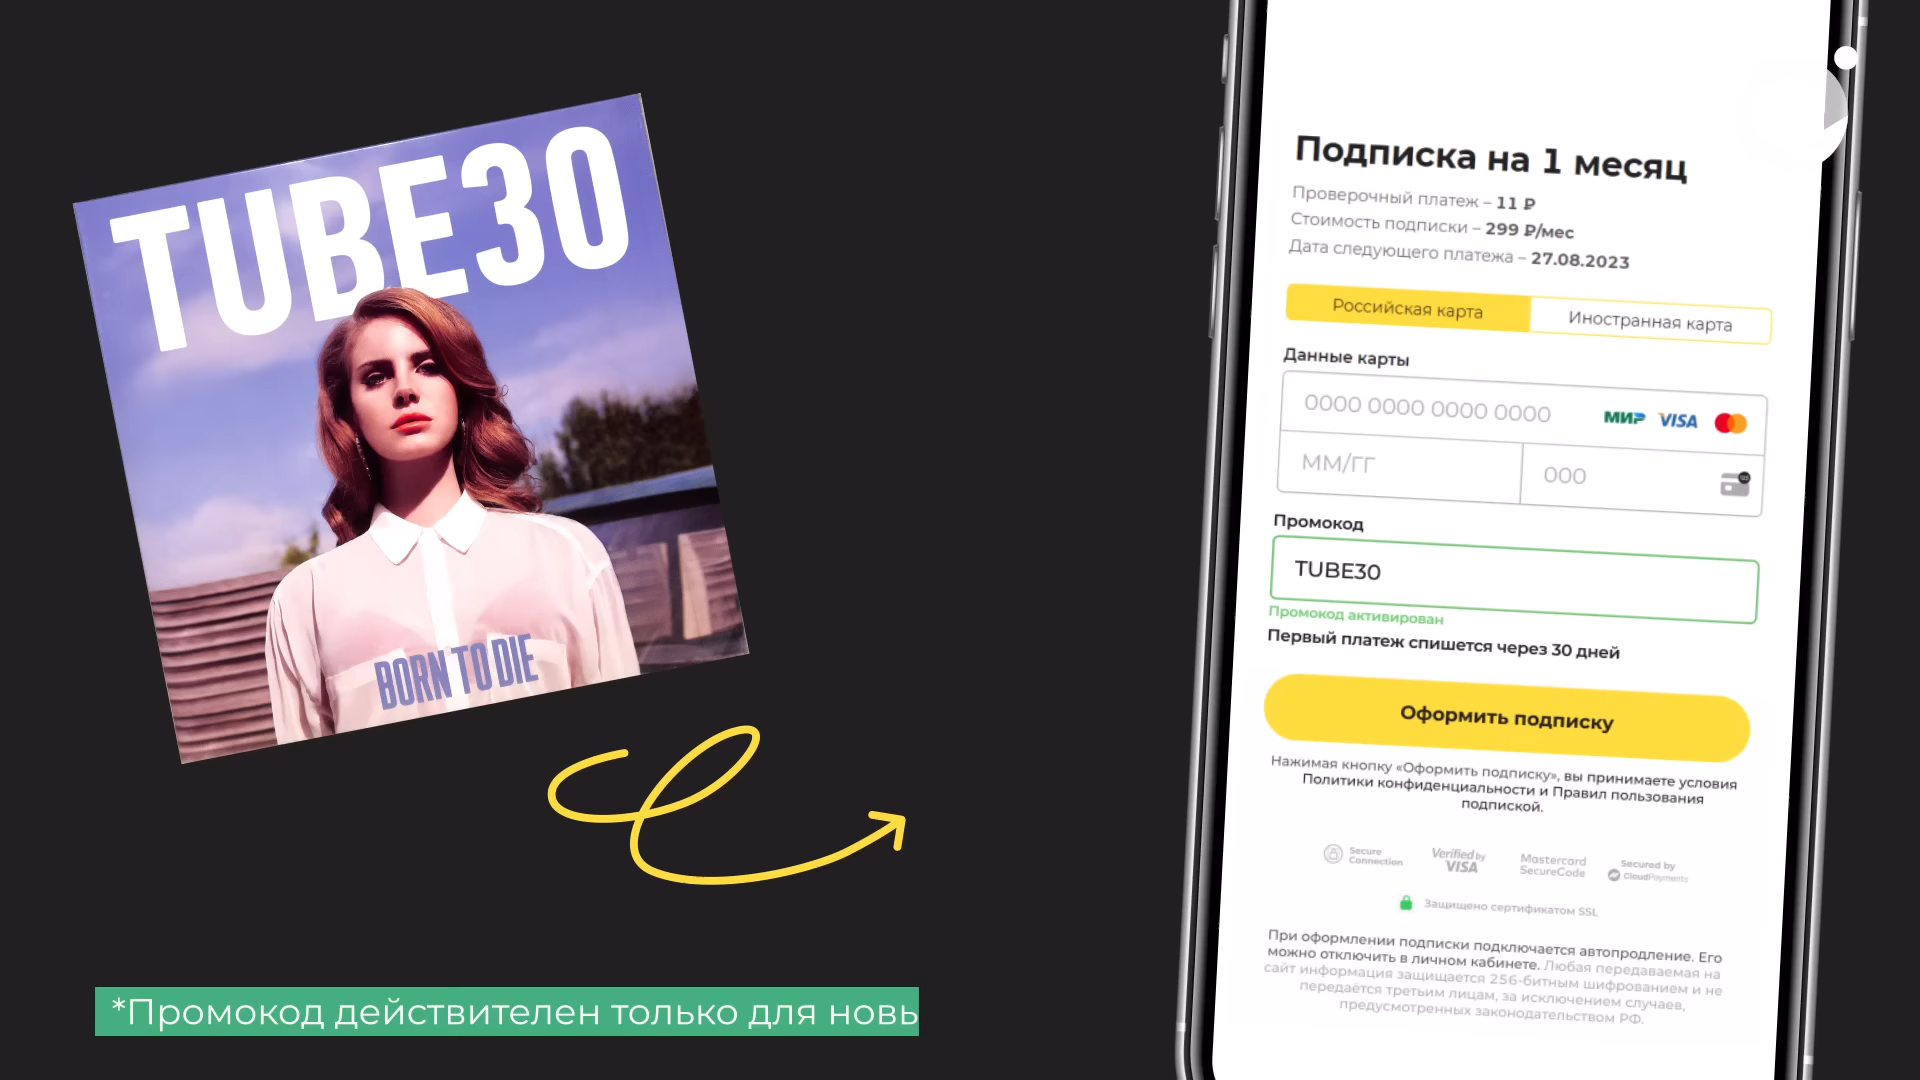 TUBE30
BORN TO DIE
*Промокод действителен только для новь
Подписка на 1 месяц
Проверочный платеж – 11 ₽
Стоимость подписки – 299 ₽/мес
Дата следующего платежа – 27.08.2023
Российская карта
Иностранная карта
Данные карты
0000 0000 0000 0000
МИР VISA
ММ/ГГ
000
Промокод
TUBE30
Промокод активирован
Первый платеж спишется через 30 дней
Оформить подписку
Нажимая кнопку «Оформить подписку», вы принимаете условия
Политики конфиденциальности и Правил пользования
подпиской.
Secure
Connection
Verified by
VISA
Mastercard
SecureCode
Secured by
CloudPayments
Защищено сертификатом SSL
При оформлении подписки подключается автопродление. Его
можно отключить в личном кабинете. Любая передаваемая на
сайт информация защищается 256-битным шифрованием и не
передаётся третьим лицам, за исключением случаев,
предусмотренных законодательством РФ.